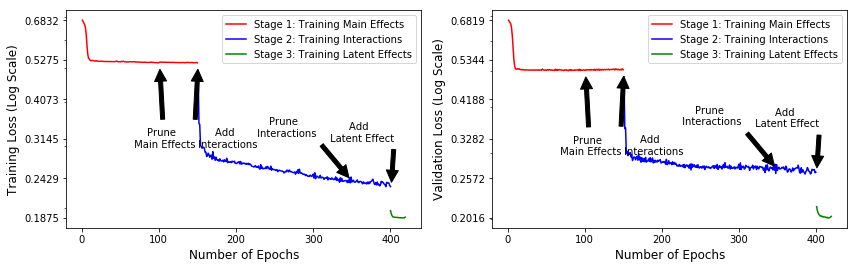 Training Loss (Log Scale)
0.6832
0.5275
0.4073
0.3145
0.2429
0.1875
Stage 1: Training Main Effects
Stage 2: Training Interactions
Stage 3: Training Latent Effects
Prune
Main Effects
Add
Interactions
Prune
Interactions
Add
Latent Effect
0
100
200
300
400
Number of Epochs
Validation Loss (Log Scale)
0.6819
0.5344
0.4188
0.3282
0.2572
0.2016
Stage 1: Training Main Effects
Stage 2: Training Interactions
Stage 3: Training Latent Effects
Prune
Main Effects
Add
Interactions
Prune
Interactions
Add
Latent Effect
0
100
200
300
400
Number of Epochs